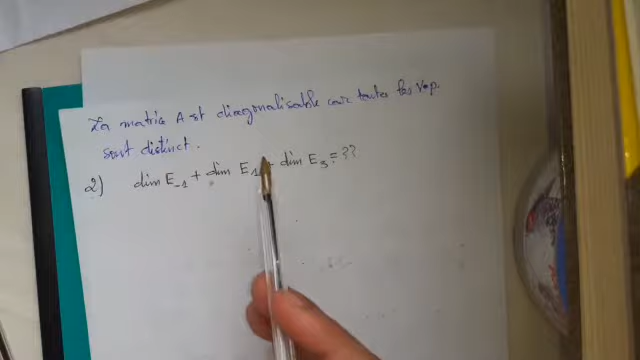 La matrice A est diagonalisable car toutes les v.p.
sont distinct.
2) dim E₋₁ + dim E₁ + dim E₃ = ??